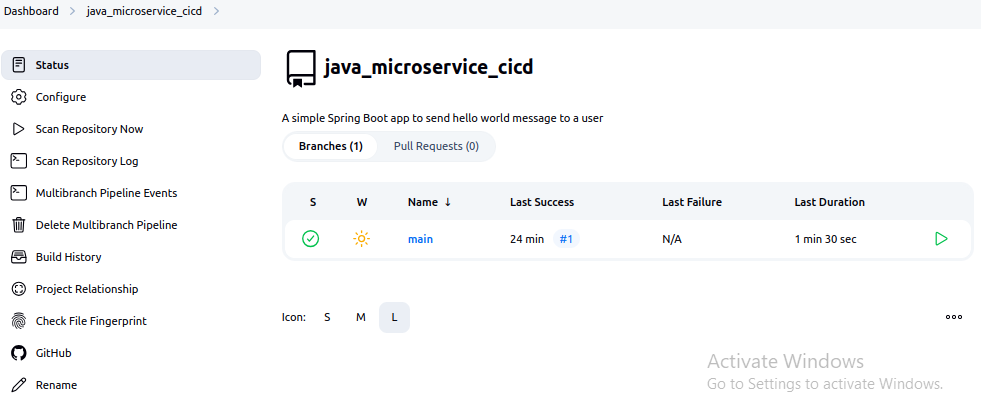 Dashboard > java_microservice_cicd >
Status
Configure
Scan Repository Now
Scan Repository Log
Multibranch Pipeline Events
Delete Multibranch Pipeline
Build History
Project Relationship
Check File Fingerprint
GitHub
Rename
java_microservice_cicd
A simple Spring Boot app to send hello world message to a user
Branches (1) Pull Requests (0)
S W Name ↓ Last Success Last Failure Last Duration
main 24 min #1 N/A 1 min 30 sec
Icon: S M L
Activate Windows
Go to Settings to activate Windows.